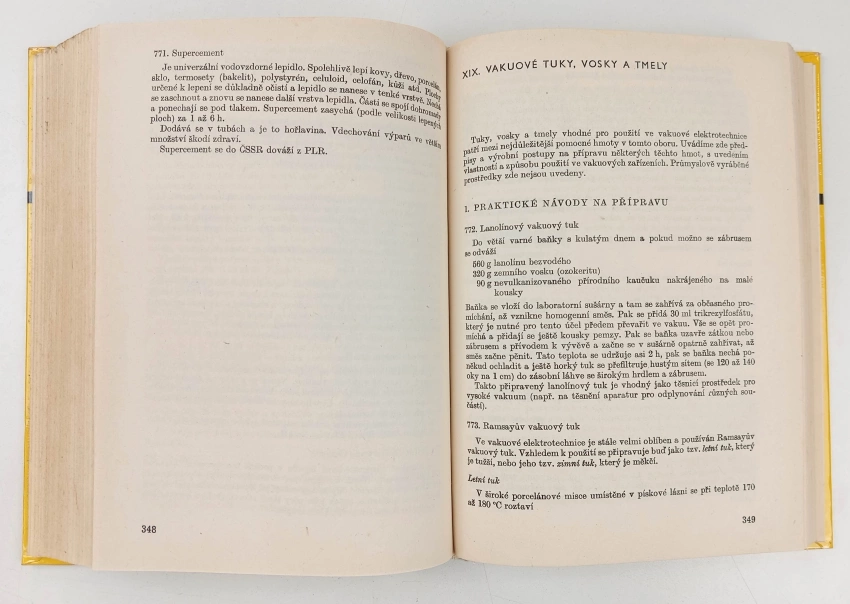 771. Supercement
Je univerzální vodovzdorné lepidlo. Spolehlivě lepí kovy, dřevo, porcelán,
sklo, termosety (bakelit), polystyrén, celuloid, celofán, kůži atd. Plochy
určené k lepení se důkladně očistí a lepidlo se nanese v tenké vrstvě. Nechá
se zaschnout a znovu se nanese další vrstva lepidla. Části se spojí dohromady
a ponechají se pod tlakem. Supercement zasychá (podle velikosti lepených
ploch) za 1 až 6 h.
Dodává se v tubách a je to hořlavina. Vdechování výparů ve větším
množství škodí zdraví.
Supercement se do ČSSR dováží z PLR.
348
XIX. VAKUOVÉ TUKY, VOSKY A TMELY
Tuky, vosky a tmely vhodné pro použití ve vakuové elektrotechnice
patří mezi nejdůležitější pomocné hmoty v tomto oboru. Uvádíme zde před-
pisy a výrobní postupy na přípravu některých těchto hmot, s uvedením
vlastností a způsobu použití ve vakuových zařízeních. Průmyslově vyráběné
prostředky zde nejsou uvedeny.
I. PRAKTICKÉ NÁVODY NA PŘÍPRAVU
772. Lanolínový vakuový tuk
Do větší varné baňky s kulatým dnem a pokud možno se zábrusem
se odváží
560 g lanolínu bezvodého
320 g zemního vosku (ozokeritu)
90 g nevulkanizovaného přírodního kaučuku nakrájeného na malé
kousky
Baňka se vloží do laboratorní sušárny a tam se zahřívá za občasného pro-
míchání, až vznikne homogenní směs. Pak se přidá 30 ml trikrezylfosfátu,
který je nutné pro tento účel předem převařit ve vakuu. Vše se opět pro-
míchá a přidají se ještě kousky pemzy. Pak se baňka uzavře zátkou nebo
zábrusem s přívodem k vývěvě a začne se v sušárně opatrně zahřívat, až
směs začne pěnit. Tato teplota se udržuje asi 2 h, pak se baňka nechá po-
někud ochladit a ještě horký tuk se přefiltruje hustým sítem (se 120 až 140
oky na 1 cm) do zásobní láhve se širokým hrdlem a zábrusem.
Takto připravený lanolínový tuk je vhodný jako těsnicí prostředek pro
vysoké vakuum (např. na těsnění aparatur pro odplynování různých sou-
částí).
773. Ramsayův vakuový tuk
Ve vakuové elektrotechnice je stále velmi oblíben a používán Ramsayův
vakuový tuk. Vzhledem k použití se připravuje buď jako tzv. letní tuk, který
je tužší, nebo jeho tzv. zimní tuk, který je měkčí.
Letní tuk
V široké porcelánové misce umístěné v pískové lázni se při teplotě 170
až 180 °C roztaví
349